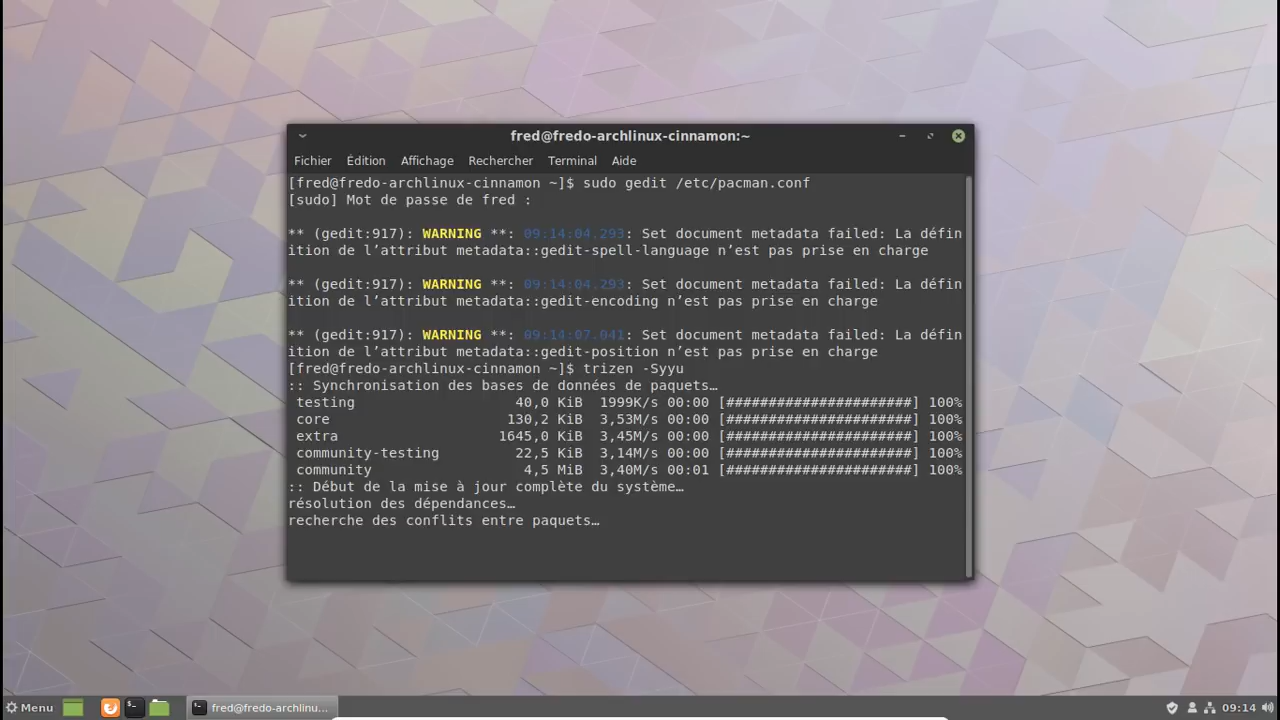 fred@fredo-archlinux-cinnamon:~
Fichier Édition Affichage Rechercher Terminal Aide
[fred@fredo-archlinux-cinnamon ~]$ sudo gedit /etc/pacman.conf
[sudo] Mot de passe de fred :
** (gedit:917): WARNING **: 09:14:04.293: Set document metadata failed: La défin
ition de l’attribut metadata::gedit-spell-language n’est pas prise en charge
** (gedit:917): WARNING **: 09:14:04.293: Set document metadata failed: La défin
ition de l’attribut metadata::gedit-encoding n’est pas prise en charge
** (gedit:917): WARNING **: 09:14:07.041: Set document metadata failed: La défin
ition de l’attribut metadata::gedit-position n’est pas prise en charge
[fred@fredo-archlinux-cinnamon ~]$ trizen -Syyu
:: Synchronisation des bases de données de paquets…
testing 40,0 KiB 1999K/s 00:00 [######################] 100%
core 130,2 KiB 3,53M/s 00:00 [######################] 100%
extra 1645,0 KiB 3,45M/s 00:00 [######################] 100%
community-testing 22,5 KiB 3,14M/s 00:00 [######################] 100%
community 4,5 MiB 3,40M/s 00:01 [######################] 100%
:: Début de la mise à jour complète du système…
résolution des dépendances…
recherche des conflits entre paquets…
Menu fred@fredo-archlinu... 09:14